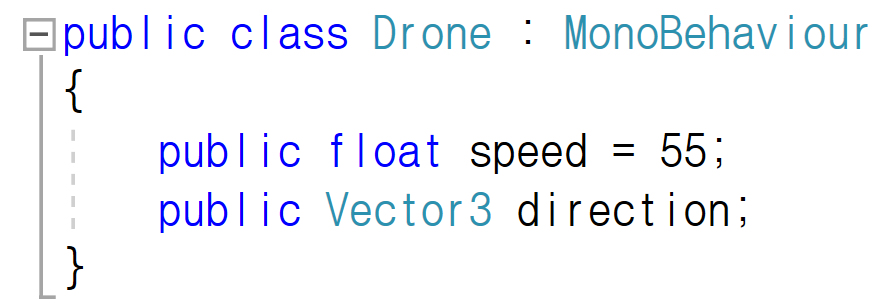 public class Drone : MonoBehaviour
{
public float speed = 55;
public Vector3 direction;
}